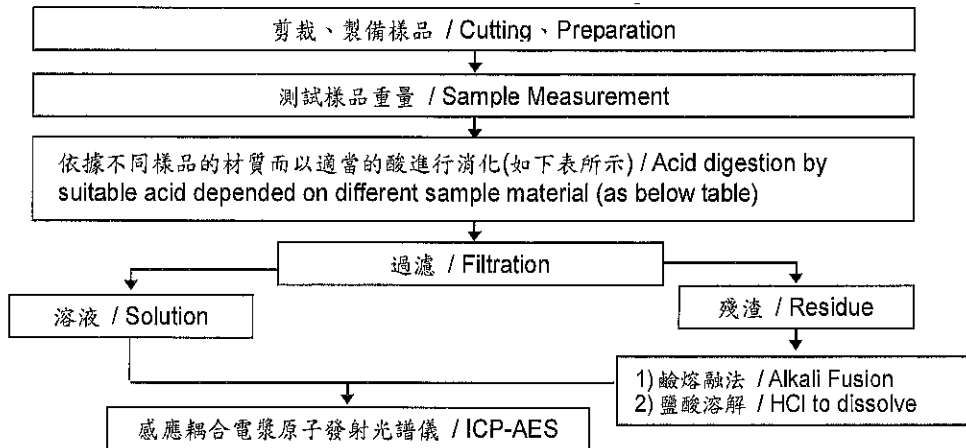 剪裁、製備樣品 / Cutting、Preparation
測試樣品重量 / Sample Measurement
依據不同樣品的材質而以適當的酸進行消化(如下表所示) / Acid digestion by
suitable acid depended on different sample material (as below table)
過濾 / Filtration
溶液 / Solution
殘渣 / Residue
1) 鹼熔融法 / Alkali Fusion
2) 鹽酸溶解 / HCl to dissolve
感應耦合電漿原子發射光譜儀 / ICP-AES